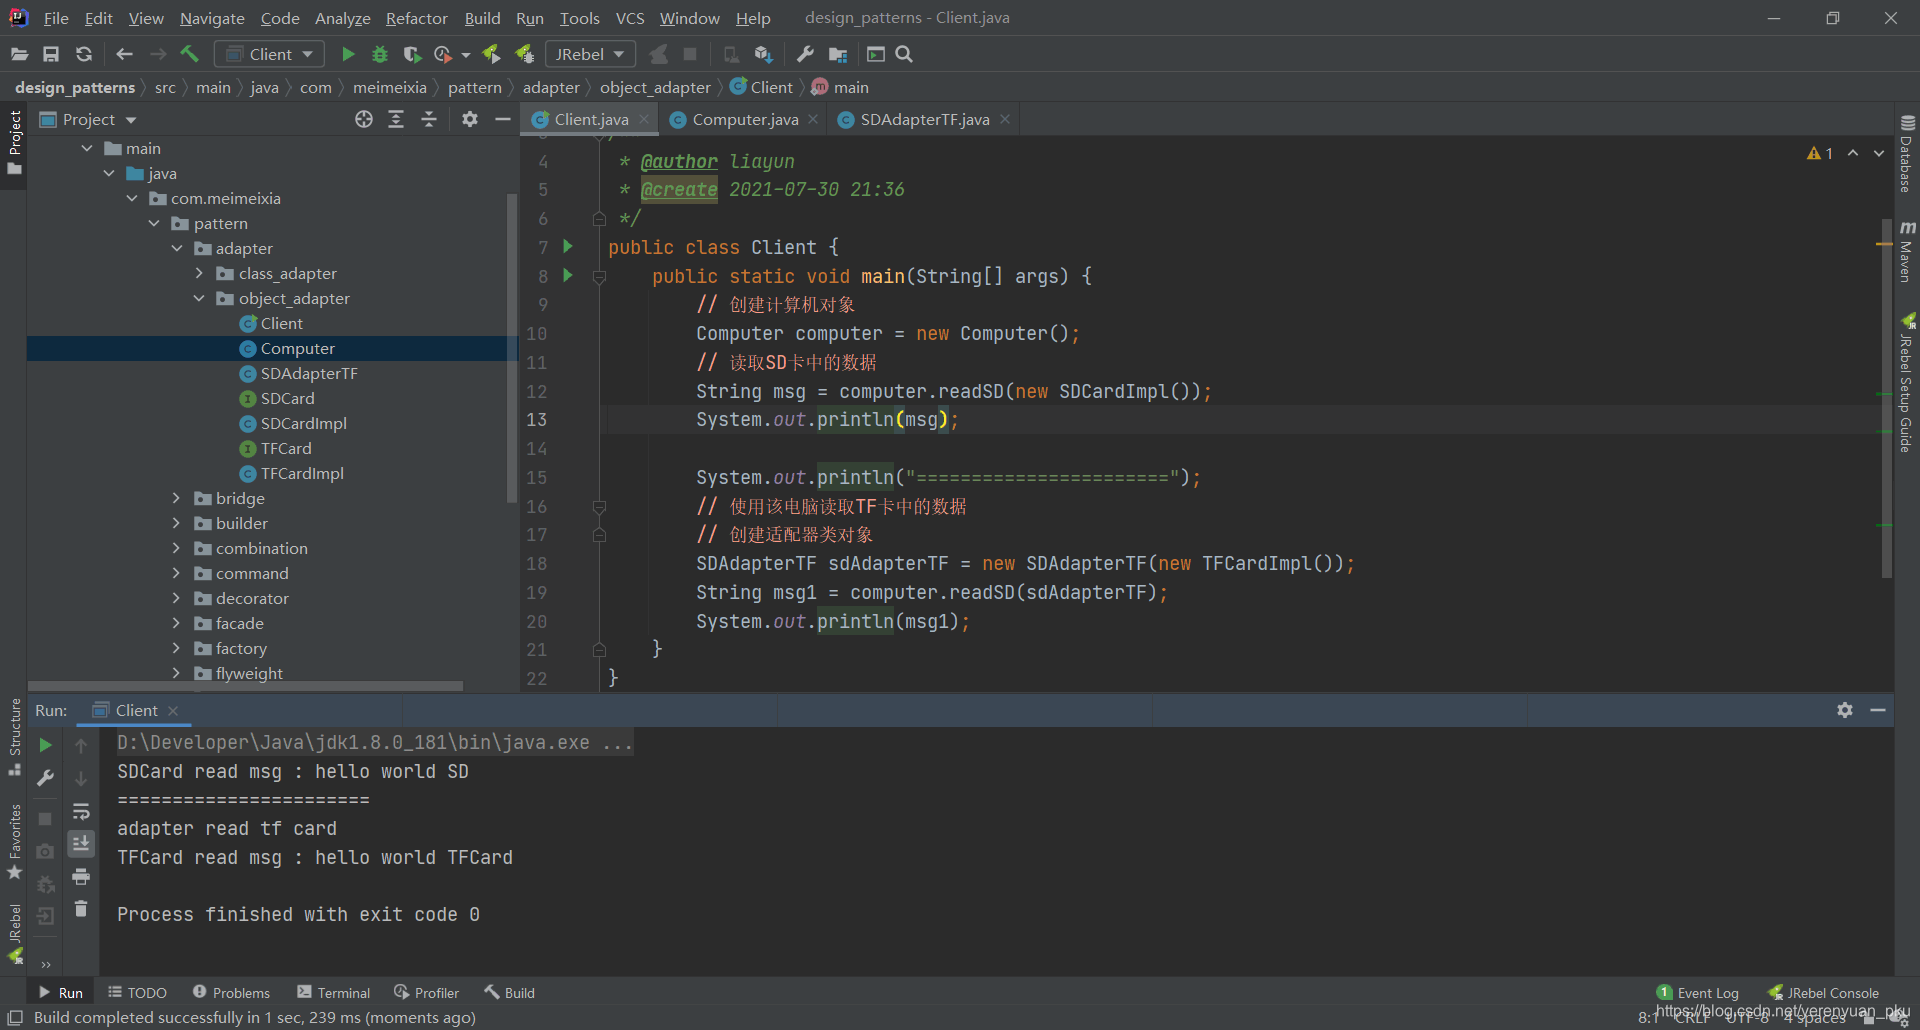 File Edit View Navigate Code Analyze Refactor Build Run Tools VCS Window Help design_patterns - Client.java
Client JRebel
design_patterns src main java com meimeixia pattern adapter object_adapter Client main
Project
Client.java Computer.java SDAdapterTF.java
main
java
com.meimeixia
pattern
adapter
class_adapter
object_adapter
Client
Computer
SDAdapterTF
SDCard
SDCardImpl
TFCard
TFCardImpl
bridge
builder
combination
command
decorator
facade
factory
flyweight
4 * @author liayun
5 * @create 2021-07-30 21:36
6 */
7 public class Client {
8 public static void main(String[] args) {
9 // 创建计算机对象
10 Computer computer = new Computer();
11 // 读取SD卡中的数据
12 String msg = computer.readSD(new SDCardImpl());
13 System.out.println(msg);
14
15 System.out.println("=======================");
16 // 使用该电脑读取TF卡中的数据
17 // 创建适配器类对象
18 SDAdapterTF sdAdapterTF = new SDAdapterTF(new TFCardImpl());
19 String msg1 = computer.readSD(sdAdapterTF);
20 System.out.println(msg1);
21 }
22 }
1
Project
Structure
Favorites
JRebel
Database
Maven
JRebel Setup Guide
Run: Client
D:\Developer\Java\jdk1.8.0_181\bin\java.exe ...
SDCard read msg : hello world SD
=======================
adapter read tf card
TFCard read msg : hello world TFCard
Process finished with exit code 0
Run TODO Problems Terminal Profiler Build 1 Event Log JRebel Console
Build completed successfully in 1 sec, 239 ms (moments ago) 8:1 CRLF UTF-8 4 spaces
https://blog.csdn.net/yerenyuan_pku